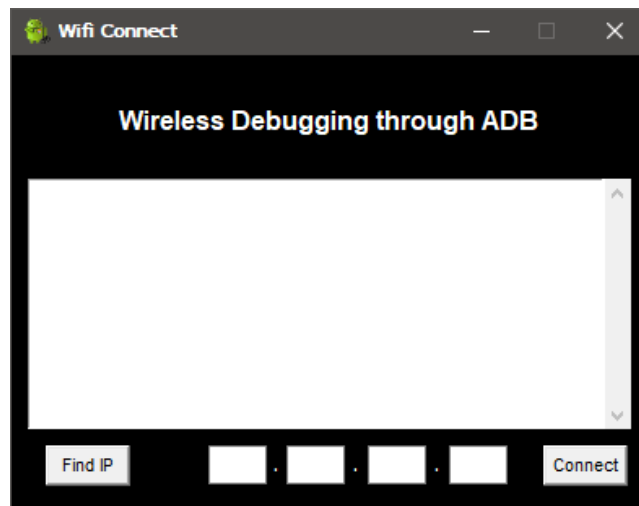 Wifi Connect
Wireless Debugging through ADB
Find IP . . . Connect